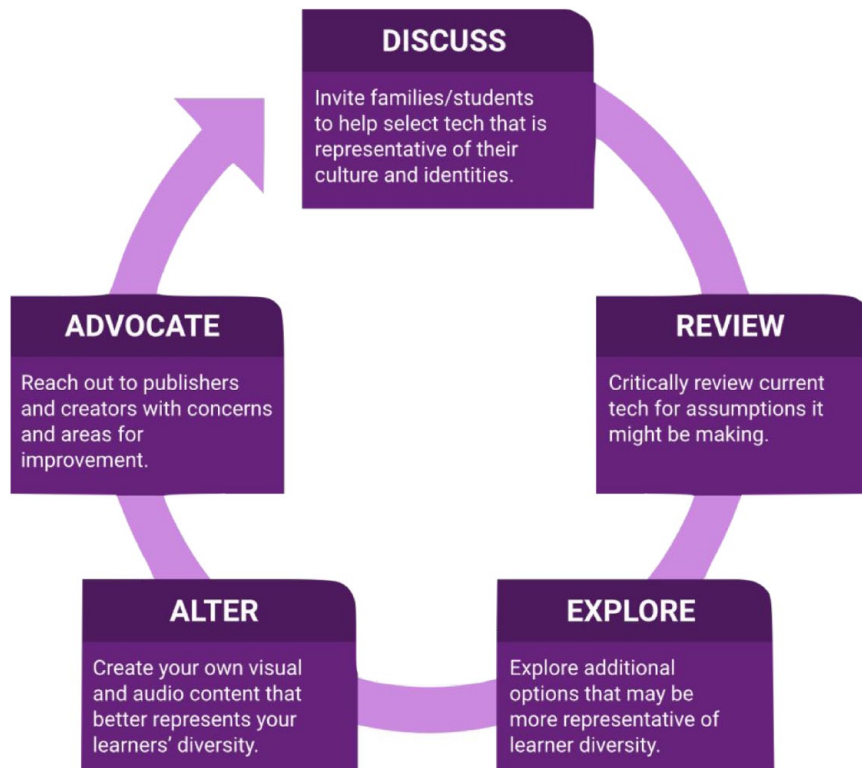 DISCUSS
Invite families/students
to help select tech that is
representative of their
culture and identities.
REVIEW
Critically review current
tech for assumptions it
might be making.
EXPLORE
Explore additional
options that may be
more representative of
learner diversity.
ALTER
Create your own visual
and audio content that
better represents your
learners’ diversity.
ADVOCATE
Reach out to publishers
and creators with concerns
and areas for
improvement.